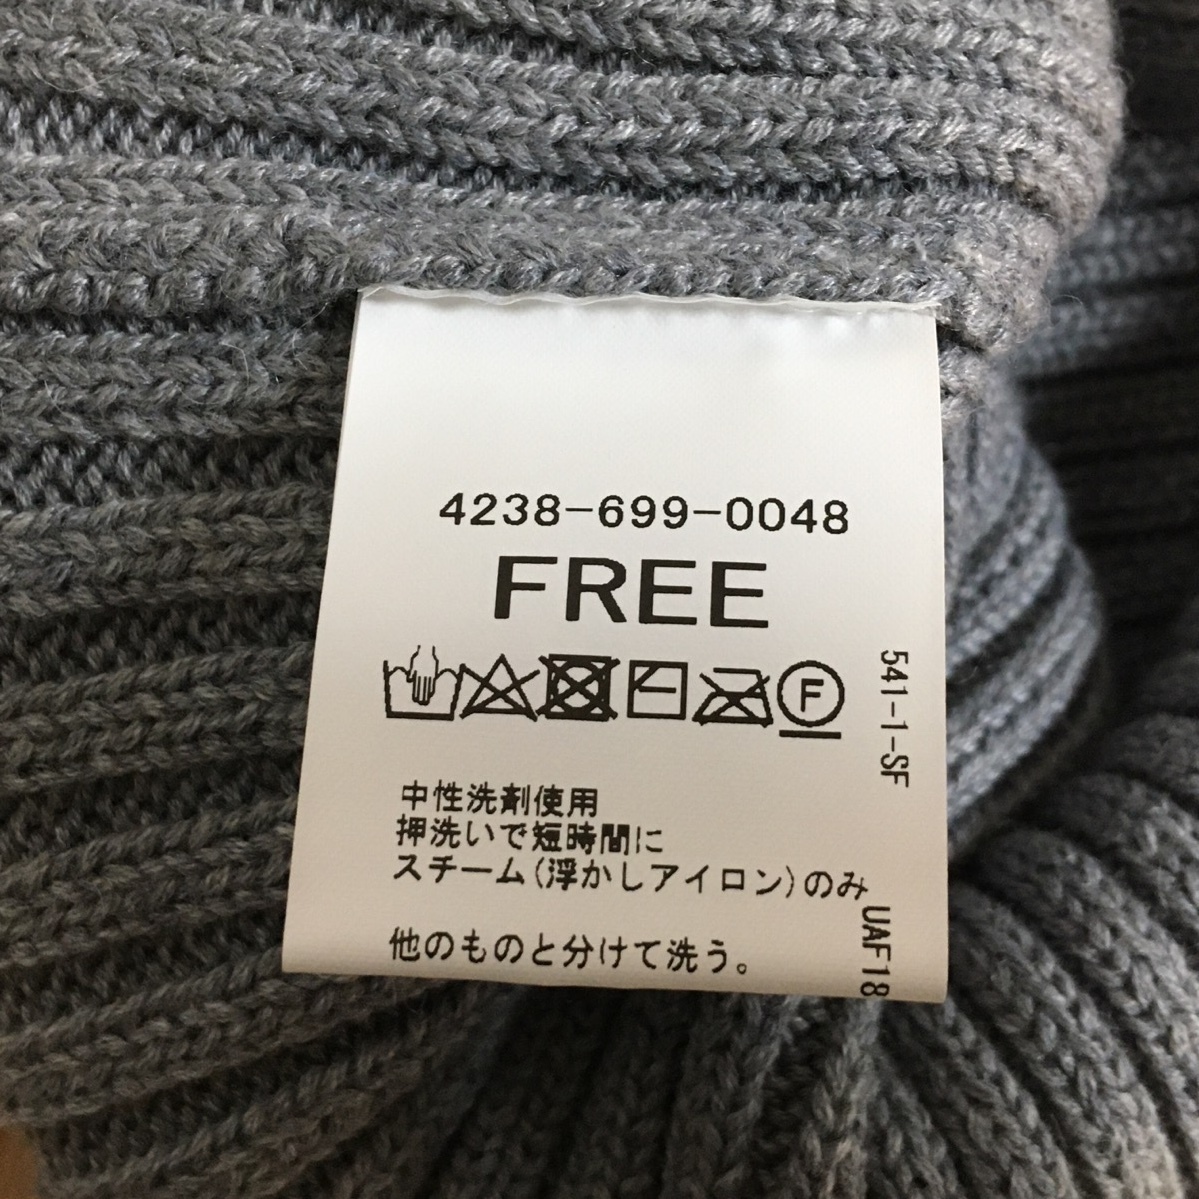 4238-699-0048
FREE
F
541-1-SF
中性洗剤使用
押洗いで短時間に
スチーム(浮かしアイロン)のみ
他のものと分けて洗う。
UAF18